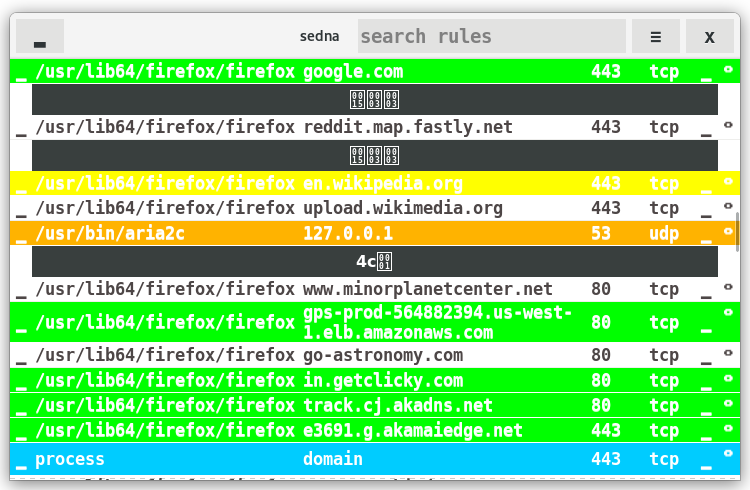 sedna search rules ≡ x
/usr/lib64/firefox/firefox google.com 443 tcp
/usr/lib64/firefox/firefox reddit.map.fastly.net 443 tcp
/usr/lib64/firefox/firefox en.wikipedia.org 443 tcp
/usr/lib64/firefox/firefox upload.wikimedia.org 443 tcp
/usr/bin/aria2c 127.0.0.1 53 udp
4c
/usr/lib64/firefox/firefox www.minorplanetcenter.net 80 tcp
/usr/lib64/firefox/firefox gps-prod-564882394.us-west-
1.elb.amazonaws.com 80 tcp
/usr/lib64/firefox/firefox go-astronomy.com 80 tcp
/usr/lib64/firefox/firefox in.getclicky.com 80 tcp
/usr/lib64/firefox/firefox track.cj.akadns.net 80 tcp
/usr/lib64/firefox/firefox e3691.g.akamaiedge.net 443 tcp
process domain 443 tcp